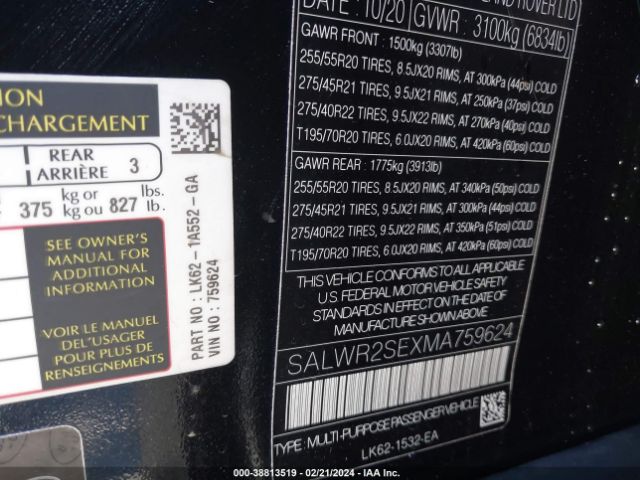 ION
CHARGEMENT
REAR
ARRIÈRE 3
375 kg or 827 lbs.
kg ou lb.
SEE OWNER'S
MANUAL FOR
ADDITIONAL
INFORMATION
VOIR LE MANUEL
DE L'USAGER
POUR PLUS DE
RENSEIGNEMENTS
PART NO : LK62-1A552-GA
VIN NO : 759624
LAND ROVER LTD
DATE : 10/20 GVWR : 3100kg (6834lb)
GAWR FRONT : 1500kg (3307lb)
255/55R20 TIRES, 8.5JX20 RIMS, AT 300kPa (44psi) COLD
275/45R21 TIRES, 9.5JX21 RIMS, AT 250kPa (37psi) COLD
275/40R22 TIRES, 9.5JX22 RIMS, AT 270kPa (40psi) COLD
T195/70R20 TIRES, 6.0JX20 RIMS, AT 420kPa (60psi) COLD
GAWR REAR : 1775kg (3913lb)
255/55R20 TIRES, 8.5JX20 RIMS, AT 340kPa (50psi) COLD
275/45R21 TIRES, 9.5JX21 RIMS, AT 300kPa (44psi) COLD
275/40R22 TIRES, 9.5JX22 RIMS, AT 350kPa (51psi) COLD
T195/70R20 TIRES, 6.0JX20 RIMS, AT 420kPa (60psi) COLD
THIS VEHICLE CONFORMS TO ALL APPLICABLE
U.S. FEDERAL MOTOR VEHICLE SAFETY
STANDARDS IN EFFECT ON THE DATE OF
MANUFACTURE SHOWN ABOVE
SALWR2SEXMA759624
TYPE : MULTI-PURPOSE PASSENGER VEHICLE
LK62-1532-EA
000-38813519 - 02/21/2024 - IAA Inc.